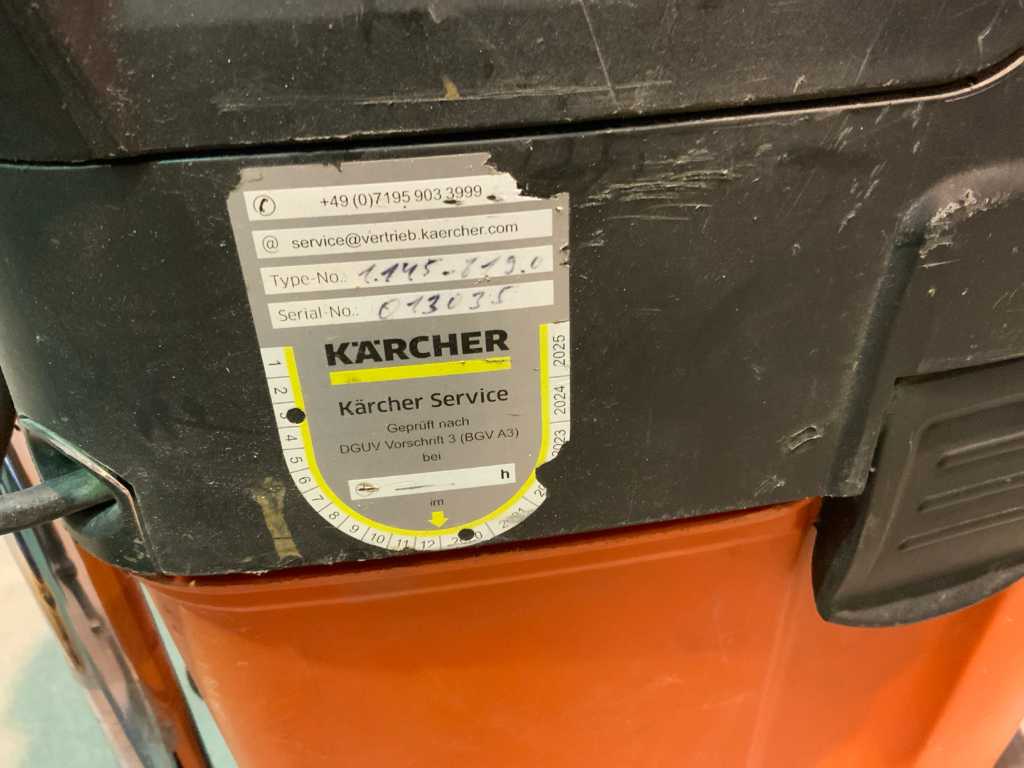 +49 (0)7195 903 3999
@ service@vertrieb.kaercher.com
Type-No.: 1.145-819.0
Serial-No.: 013035
KÄRCHER
Kärcher Service
Geprüft nach
DGUV Vorschrift 3 (BGV A3)
bei
h
im
1 2 3 4 5 6 7 8 9 10 11 12
2023 2024 2025